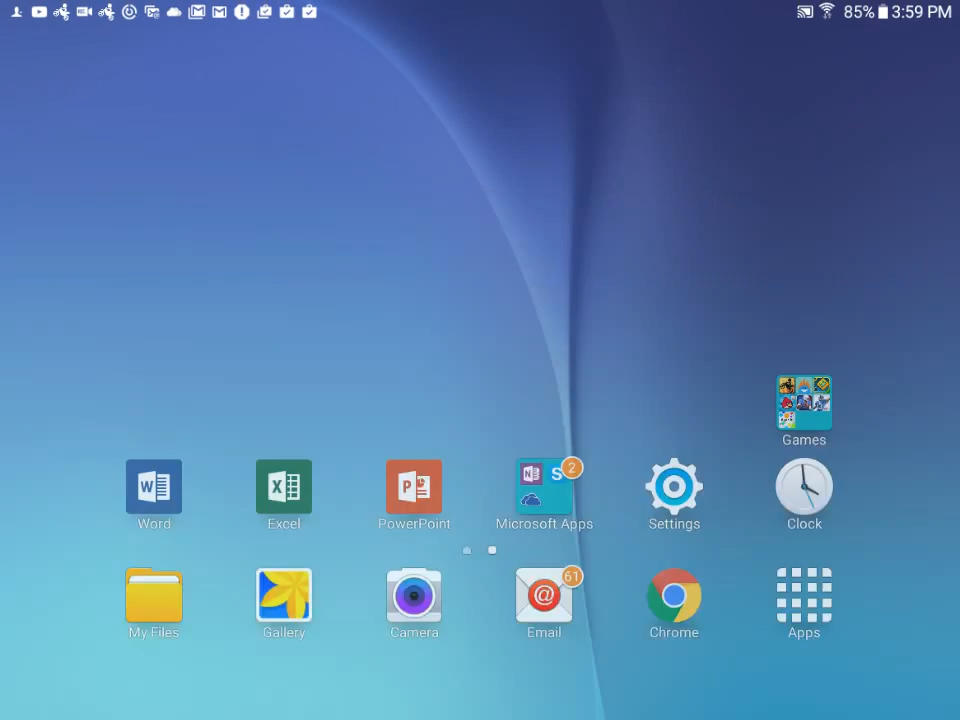 85% 3:59 PM
Games
2
Word Excel PowerPoint Microsoft Apps Settings Clock
61
My Files Gallery Camera Email Chrome Apps